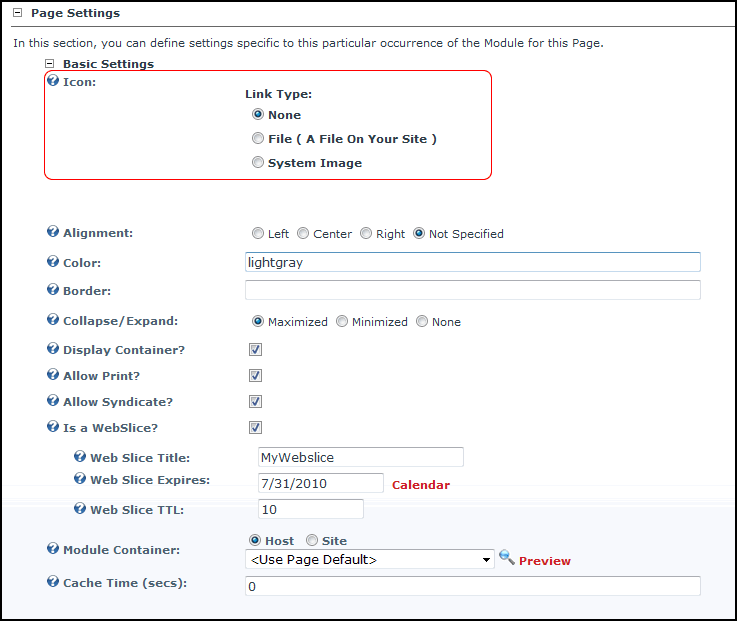 Page Settings
In this section, you can define settings specific to this particular occurrence of the Module for this Page.
Basic Settings
Icon:
Link Type:
None
File ( A File On Your Site )
System Image
Alignment: Left Center Right Not Specified
Color: lightgray
Border:
Collapse/Expand: Maximized Minimized None
Display Container?
Allow Print?
Allow Syndicate?
Is a WebSlice?
Web Slice Title: MyWebslice
Web Slice Expires: 7/31/2010 Calendar
Web Slice TTL: 10
Host Site
Module Container: <Use Page Default> Preview
Cache Time (secs): 0